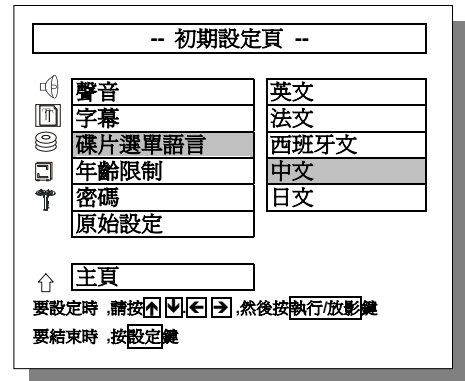 -- 初期設定頁 --
聲音
英文
字幕
法文
碟片選單語言
西班牙文
年齡限制
中文
密碼
日文
原始設定
主頁
要設定時 ,請按↑ ↓ ← → ,然後按執行/放影鍵
要結束時 ,按設定鍵